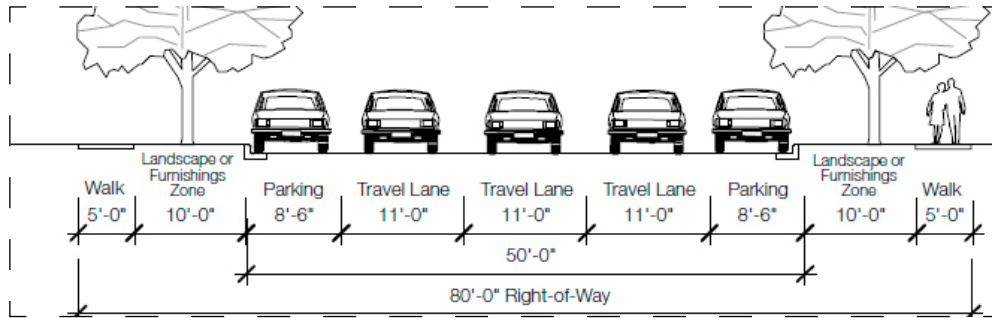 Landscape or
Furnishings
Zone
Landscape or
Furnishings
Zone
Walk
Parking
Travel Lane
Travel Lane
Travel Lane
Parking
Walk
5'-0"
10'-0"
8'-6"
11'-0"
11'-0"
11'-0"
8'-6"
10'-0"
5'-0"
50'-0"
80'-0" Right-of-Way